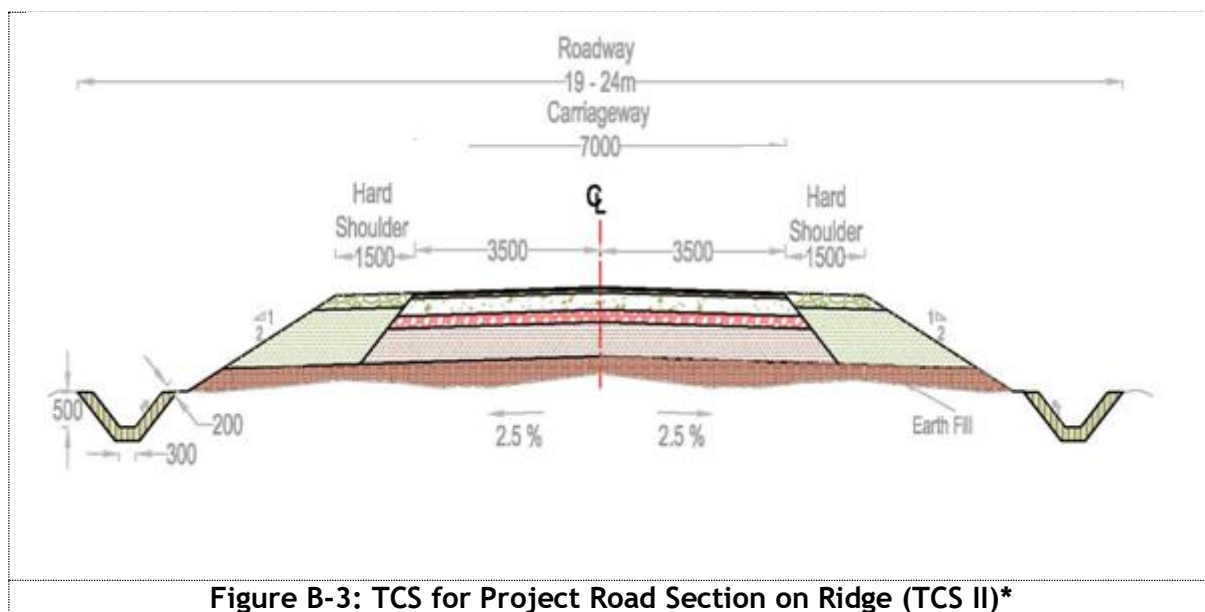 Roadway
19 - 24m
Carriageway
7000
Hard
Shoulder
1500
3500
℄
3500
Hard
Shoulder
1500
1
2
1
2
500
200
300
2.5 %
2.5 %
Earth Fill
Figure B-3: TCS for Project Road Section on Ridge (TCS II)*